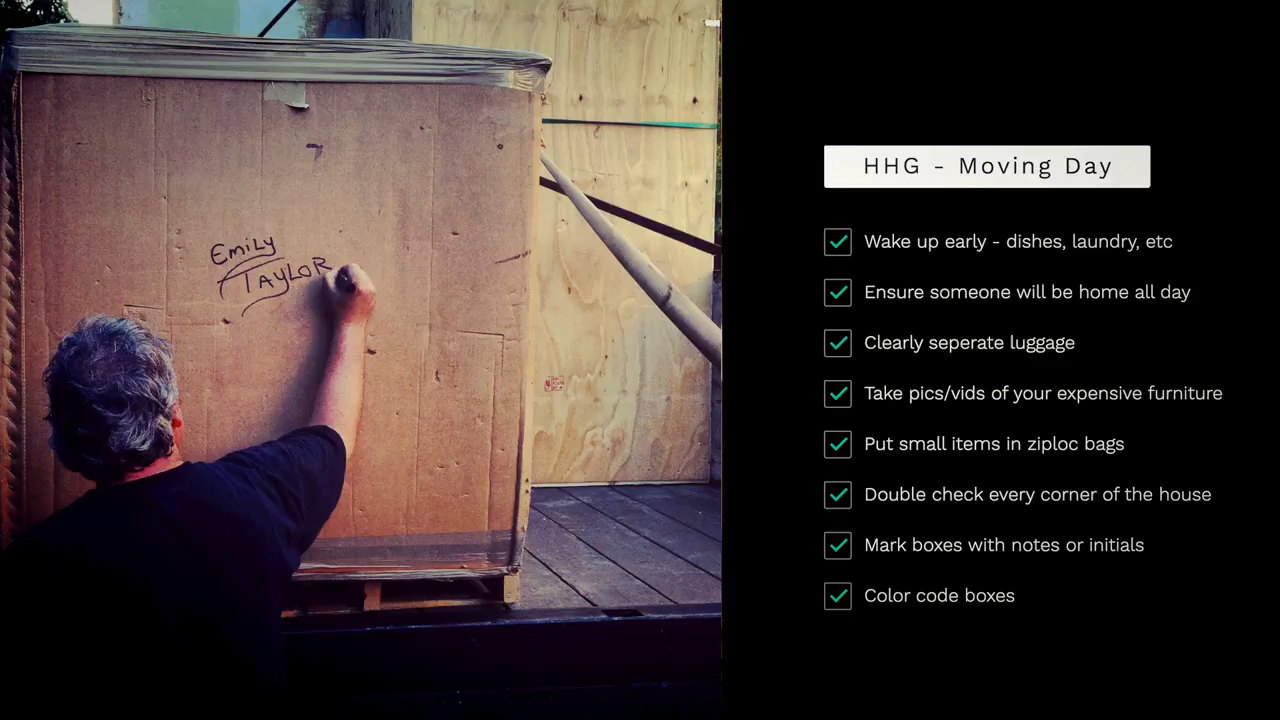 Emily
TAYLOR
HHG - Moving Day
Wake up early - dishes, laundry, etc
Ensure someone will be home all day
Clearly seperate luggage
Take pics/vids of your expensive furniture
Put small items in ziploc bags
Double check every corner of the house
Mark boxes with notes or initials
Color code boxes